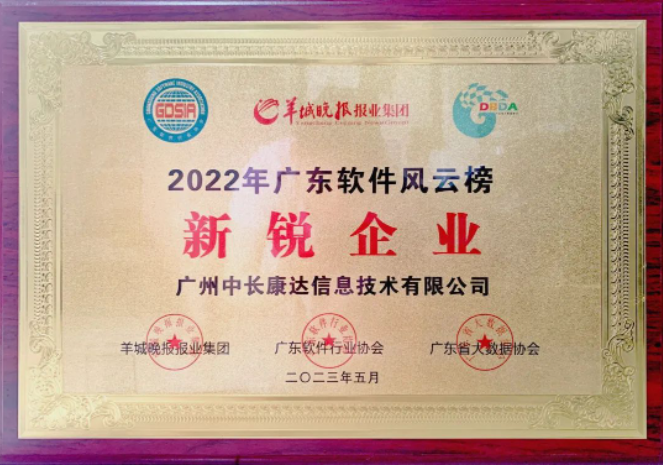 GDSIA
羊城晚报报业集团
DBDA
2022年广东软件风云榜
新锐企业
广州中长康达信息技术有限公司
羊城晚报报业集团 广东软件行业协会 广东省大数据协会
二〇二三年五月